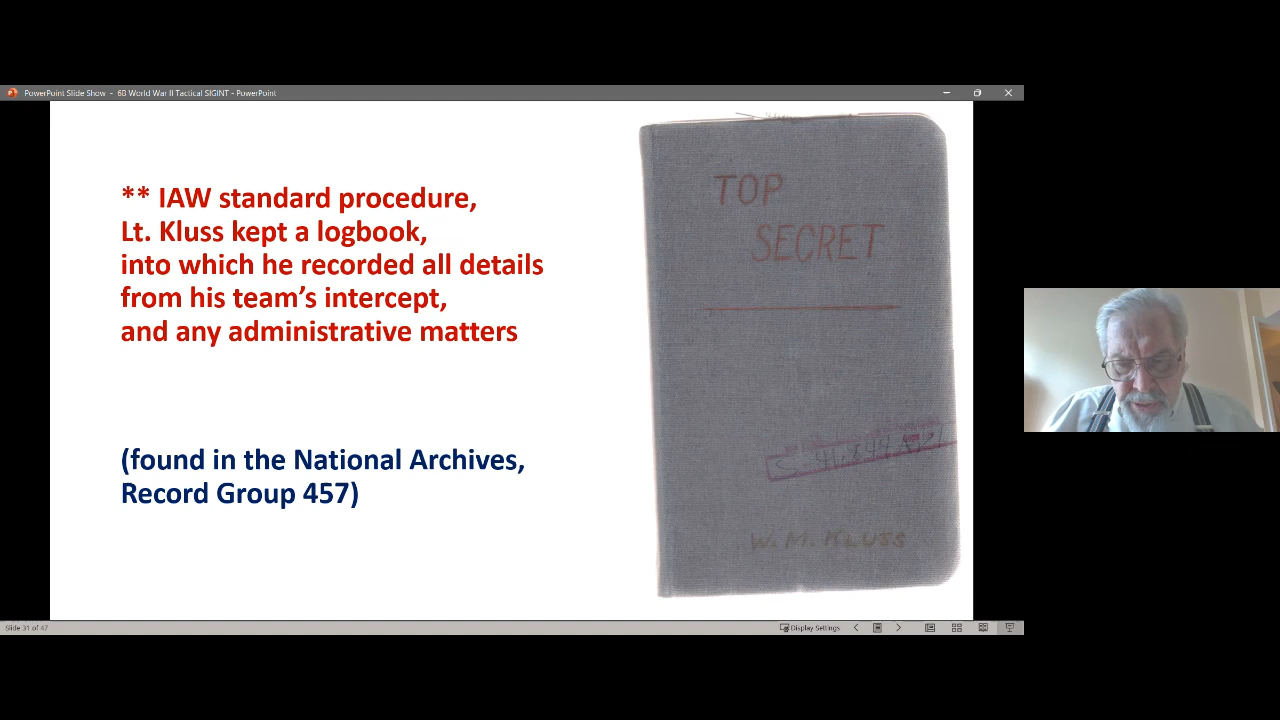 PowerPoint Slide Show - 60 World War II Tactical SIGINT - PowerPoint
** IAW standard procedure,
Lt. Kluss kept a logbook,
into which he recorded all details
from his team's intercept,
and any administrative matters
(found in the National Archives,
Record Group 457)
TOP
SECRET
W. M. KLUSS
Slide 31 of 47
Display Settings